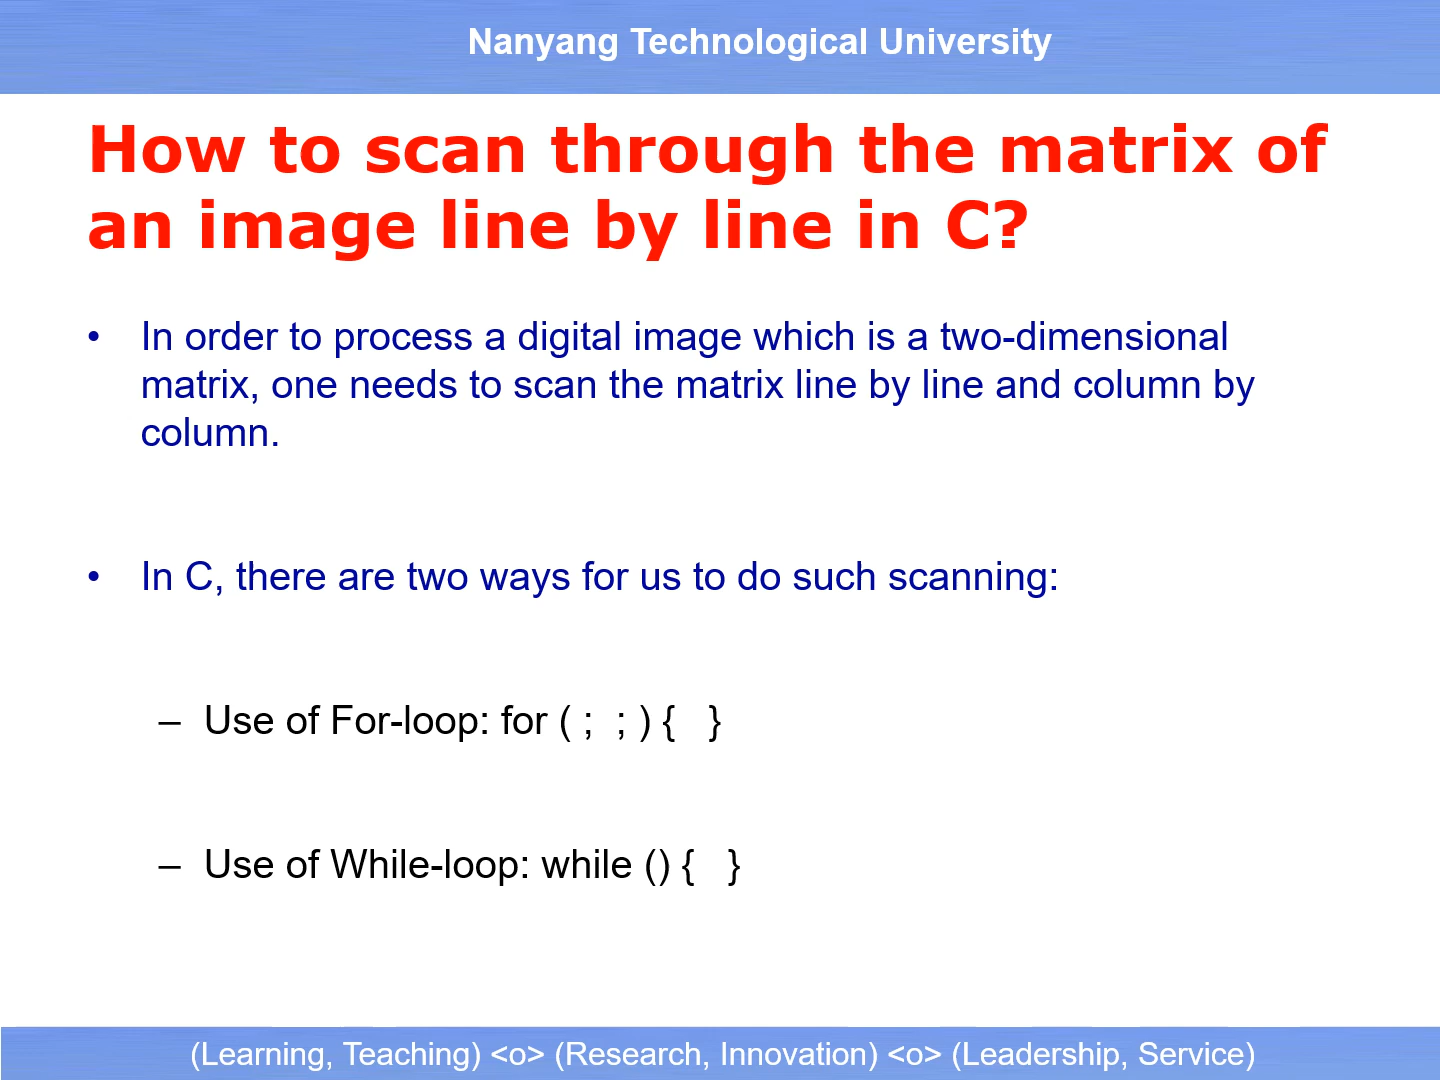 Nanyang Technological University
How to scan through the matrix of
an image line by line in C?
• In order to process a digital image which is a two-dimensional
matrix, one needs to scan the matrix line by line and column by
column.
• In C, there are two ways for us to do such scanning:
– Use of For-loop: for ( ;  ; ) {   }
– Use of While-loop: while () {   }
(Learning, Teaching) <o> (Research, Innovation) <o> (Leadership, Service)